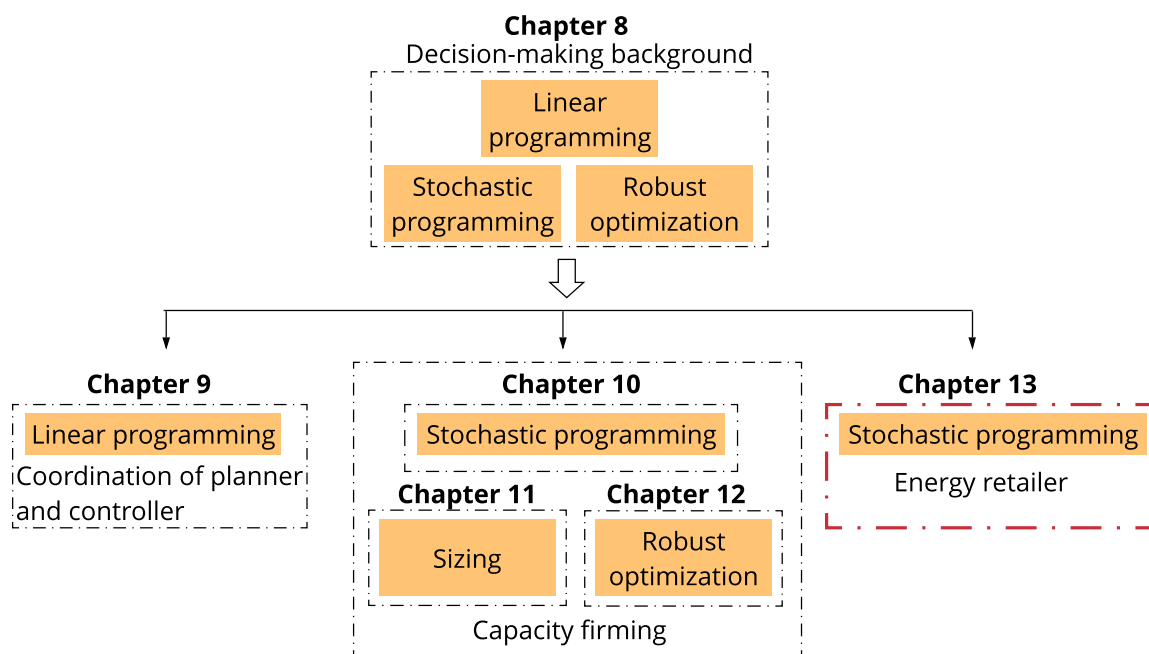 Chapter 8
Decision-making background
Linear
programming
Stochastic
programming
Robust
optimization
Chapter 9
Linear programming
Coordination of planner
and controller
Chapter 10
Stochastic programming
Chapter 11
Sizing
Chapter 12
Robust
optimization
Capacity firming
Chapter 13
Stochastic programming
Energy retailer